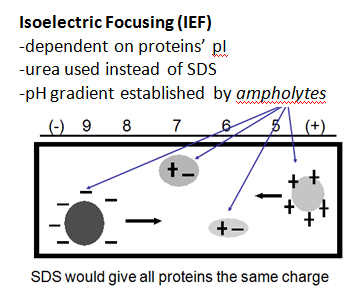 Isoelectric Focusing (IEF)
-dependent on proteins' pI
-urea used instead of SDS
-pH gradient established by ampholytes
(-) 9 8 7 6 5 (+)
+ –
+ –
SDS would give all proteins the same charge